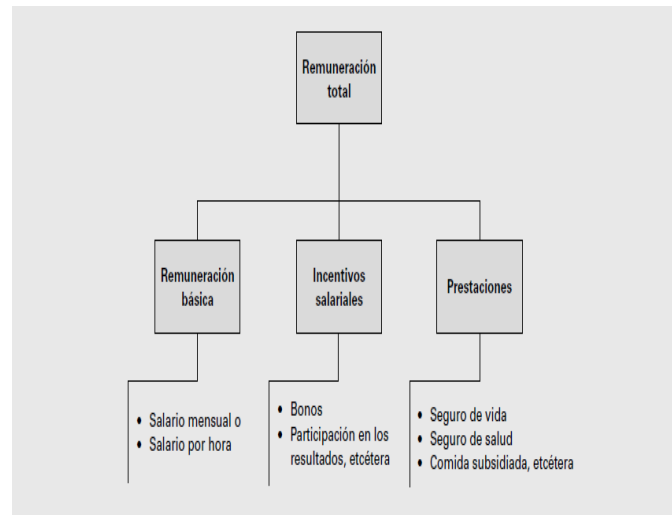 Remuneración
total
Remuneración
básica
• Salario mensual o
• Salario por hora
Incentivos
salariales
• Bonos
• Participación en los
resultados, etcétera
Prestaciones
• Seguro de vida
• Seguro de salud
• Comida subsidiada, etcétera